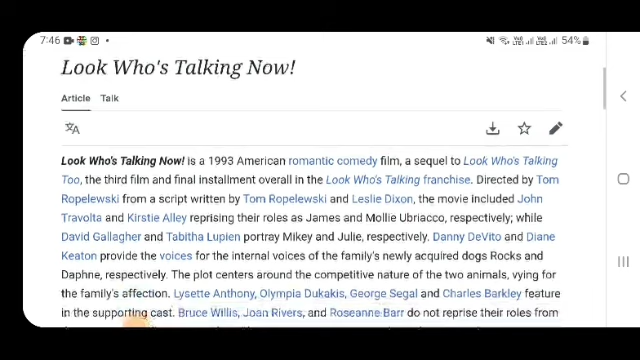 7:46
54%
Look Who's Talking Now!
Article Talk
Look Who's Talking Now! is a 1993 American romantic comedy film, a sequel to Look Who's Talking
Too, the third film and final installment overall in the Look Who's Talking franchise. Directed by Tom
Ropelewski from a script written by Tom Ropelewski and Leslie Dixon, the movie included John
Travolta and Kirstie Alley reprising their roles as James and Mollie Ubriacco, respectively; while
David Gallagher and Tabitha Lupien portray Mikey and Julie, respectively. Danny DeVito and Diane
Keaton provide the voices for the internal voices of the family's newly acquired dogs Rocks and
Daphne, respectively. The plot centers around the competitive nature of the two animals, vying for
the family's affection. Lysette Anthony, Olympia Dukakis, George Segal and Charles Barkley feature
in the supporting cast. Bruce Willis, Joan Rivers, and Roseanne Barr do not reprise their roles from